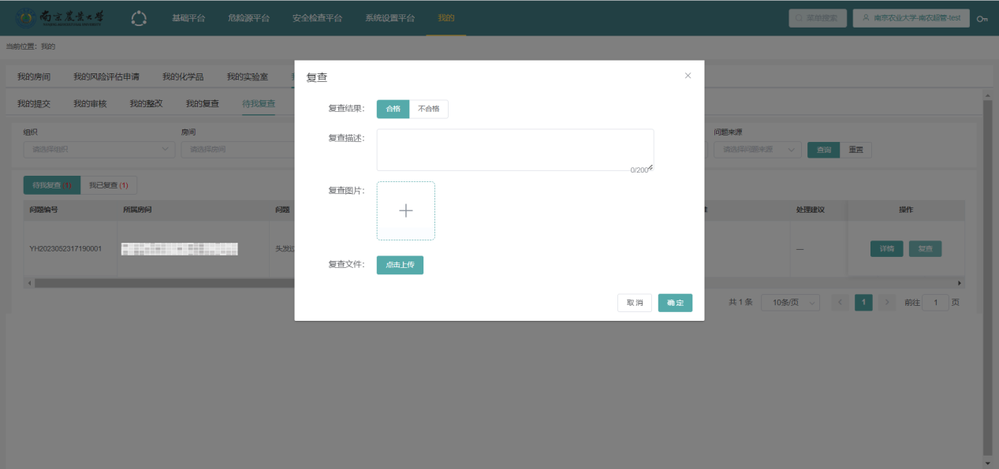 南京农业大学
基础平台 危险源平台 安全检查平台 系统设置平台 我的
菜单搜索 南京农业大学-南农超管-test
当前位置: 我的
我的房间 我的风险评估申请 我的化学品 我的实验室
我的提交 我的审核 我的整改 我的复查 待我复查
组织 房间 问题来源
请选择组织 请选择房间 请选择问题来源 查询 重置
待我复查 (1) 我已复查 (1)
问题编号 所属房间 问题 处理建议 操作
YH2023052317190001 头发过 — 详情 复查
共 1 条 10条/页 1 前往 1 页
复查
复查结果: 合格 不合格
复查描述:
0/200
复查图片:
复查文件: 点击上传
取 消 确 定